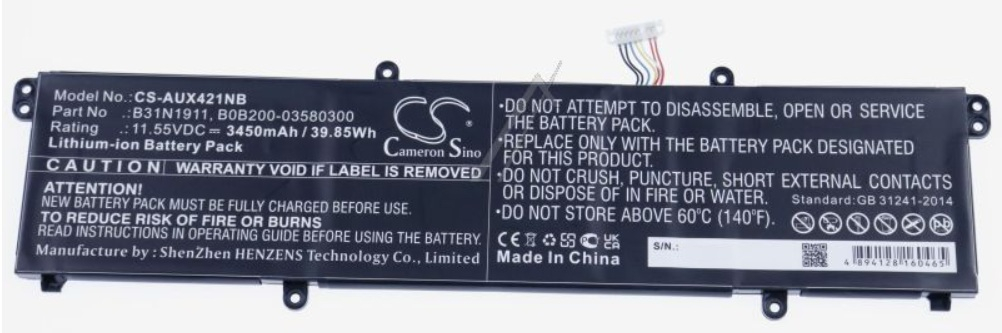 Model No.:CS-AUX421NB
Part No .:B31N1911, B0B200-03580300
Rating .: 11.55VDC⎓ 3450mAh / 39.85Wh
Lithium-ion Battery Pack
CS
Cameron Sino
CAUTION WARRANTY VOID IF LABEL IS REMOVED
ATTENTION!
NEW BATTERY PACK MUST BE FULLY CHARGED BEFORE USE.
TO REDUCE RISK OF FIRE OR BURNS
READ INSTRUCTIONS IN OPERATING GUIDE BEFORE USING THE BATTERY.
Manufacture by : ShenZhen HENZENS Technology Co., Limited
•DO NOT ATTEMPT TO DISASSEMBLE, OPEN OR SERVICE
THE BATTERY PACK.
•REPLACE ONLY WITH THE BATTERY PACK DESIGNATED
FOR THIS PRODUCT.
•DO NOT CRUSH, PUNCTURE, SHORT EXTERNAL CONTACTS
OR DISPOSE OF IN FIRE OR WATER.
Standard:GB 31241-2014
•DO NOT STORE ABOVE 60°C (140°F).
CE UK CA
Made In China
S/N.:
4 894128 160465